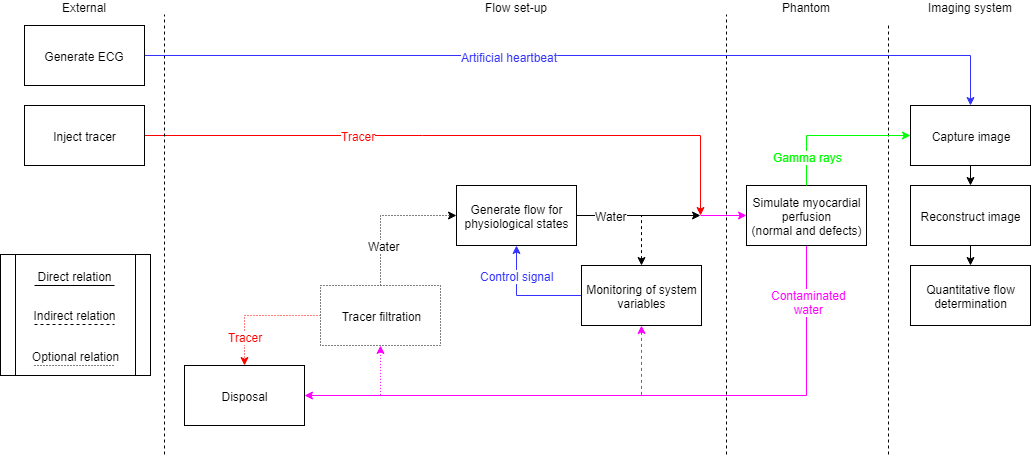 External
Flow set-up
Phantom
Imaging system
Generate ECG
Artificial heartbeat
Inject tracer
Tracer
Gamma rays
Capture image
Generate flow for
physiological states
Water
Simulate myocardial
perfusion
(normal and defects)
Reconstruct image
Water
Control signal
Monitoring of system
variables
Contaminated
water
Quantitative flow
determination
Direct relation
Indirect relation
Optional relation
Tracer filtration
Tracer
Disposal